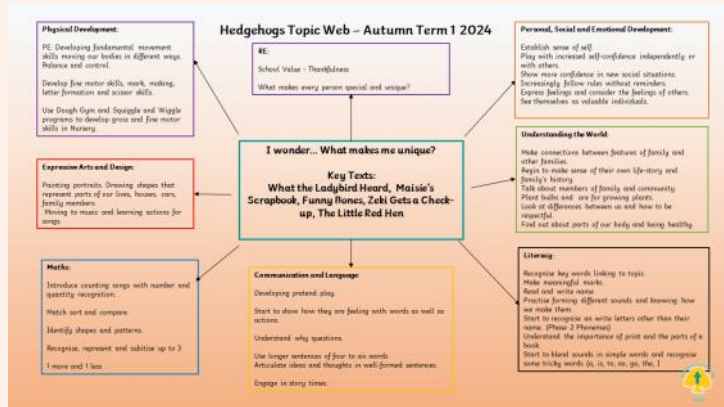 Hedgehogs Topic Web – Autumn Term 1 2024
Physical Development:
PE: Developing fundamental movement
skills moving our bodies in different ways.
Balance and control.
Develop fine motor skills, mark, making,
letter formation and scissor skills.
Use Dough Gym and Squiggle and Wiggle
programs to develop gross and fine motor
skills in Nursery.
RE:
School Value - Thankfulness
What makes every person special and unique?
Personal, Social and Emotional Development:
Establish sense of self
Play with increased self-confidence independently or
with others.
Show more confidence in new social situations.
Increasingly follow rules without reminders.
Express feelings and consider the feelings of others.
See themselves as valuable individuals.
Expressive Arts and Design:
Painting portraits. Drawing shapes that
represent parts of our lives, houses, cars,
family members.
Moving to music and learning actions for
songs.
I wonder... What makes me unique?
Key Texts:
What the Ladybird Heard, Maisie's
Scrapbook, Funny Bones, Zeki Gets a Check-
up, The Little Red Hen
Understanding the World:
Make connections between features of family and
other families.
Begin to make sense of their own life-story and
family's history.
Talk about members of family and community.
Plant bulbs and are for growing plants.
Look at differences between us and how to be
respectful.
Find out about parts of our body and being healthy.
Maths:
Introduce counting songs with number and
quantity recognition.
Match sort and compare.
Identify shapes and patterns.
Recognise, represent and subitise up to 3
1 more and 1 less
Communication and Language:
Developing pretend play.
Start to show how they are feeling with words as well as
actions.
Understand why questions.
Use longer sentences of four to six words.
Articulate ideas and thoughts in well-formed sentences.
Engage in story times.
Literacy:
Recognise key words linking to topic.
Make meaningful marks.
Read and write name.
Practise forming different sounds and knowing how
we make them.
Start to recognise an write letters other than their
name. (Phase 2 Phonemes)
Understand the importance of print and the parts of a
book.
Start to blend sounds in simple words and recognise
some tricky words (a, is, to, no, go, the, )